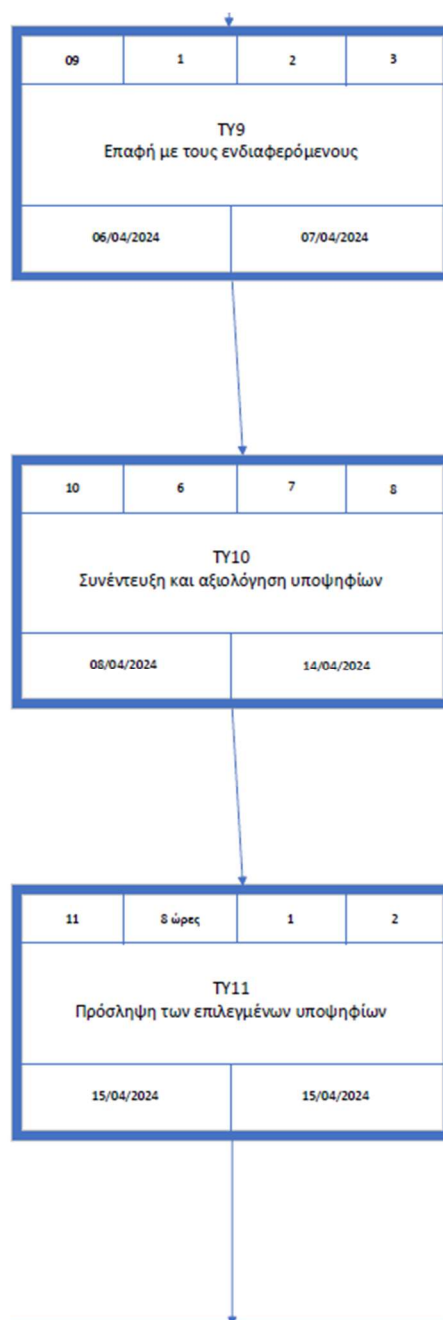 09 1 2 3
ΤΥ9
Επαφή με τους ενδιαφερόμενους
06/04/2024 07/04/2024
10 6 7 8
ΤΥ10
Συνέντευξη και αξιολόγηση υποψηφίων
08/04/2024 14/04/2024
11 8 ώρες 1 2
ΤΥ11
Πρόσληψη των επιλεγμένων υποψηφίων
15/04/2024 15/04/2024